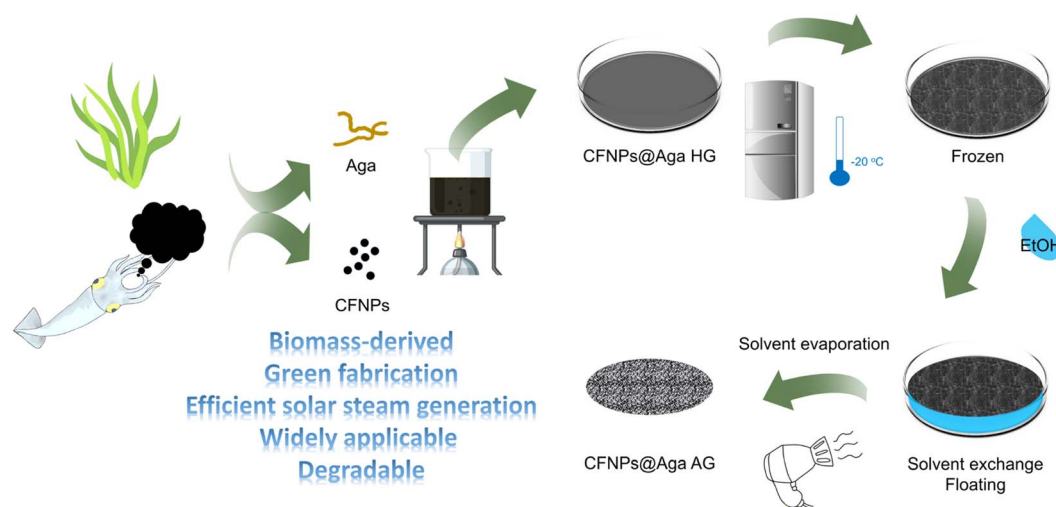 Aga
CFNPs
Biomass-derived
Green fabrication
Efficient solar steam generation
Widely applicable
Degradable
CFNPs@Aga HG
-20 °C
Frozen
EtOH
Solvent exchange
Floating
Solvent evaporation
CFNPs@Aga AG